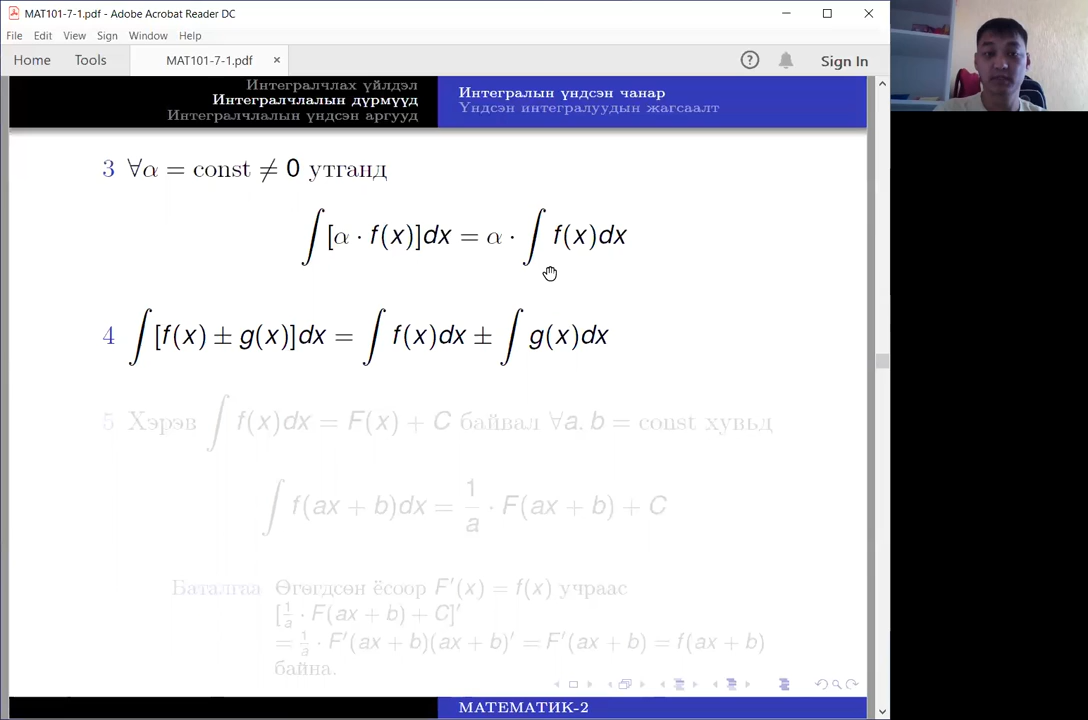 MAT101-7-1.pdf - Adobe Acrobat Reader DC
File Edit View Sign Window Help
Home Tools MAT101-7-1.pdf × Sign In
Интегралчлах үйлдэл
Интегралчлалын дүрмүүд
Интегралчлалын үндсэн аргууд
Интегралын үндсэн чанар
Үндсэн интегралуудын жагсаалт
3 ∀α = const ≠ 0 утганд
∫[α · f(x)]dx = α · ∫ f(x)dx
4 ∫[f(x) ± g(x)]dx = ∫ f(x)dx ± ∫ g(x)dx
5 Хэрэв ∫ f(x)dx = F(x) + C байвал ∀a, b = const хувьд
∫ f(ax + b)dx = 1/a · F(ax + b) + C
Баталгаа Өгөгдсөн ёсоор F′(x) = f(x) учраас
[1/a · F(ax + b) + C]′
= 1/a · F′(ax + b)(ax + b)′ = F′(ax + b) = f(ax + b)
байна.
МАТЕМАТИК-2